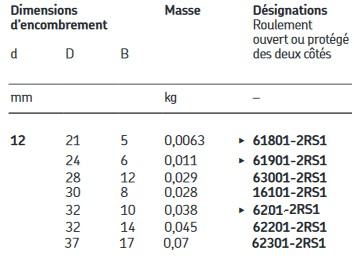 Dimensions d'encombrement Masse Désignations
Roulement
ouvert ou protégé
d D B des deux côtés
mm kg –
12 21 5 0,0063 ► 61801-2RS1
24 6 0,011 ► 61901-2RS1
28 12 0,029 63001-2RS1
30 8 0,028 16101-2RS1
32 10 0,038 ► 6201-2RS1
32 14 0,045 62201-2RS1
37 17 0,07 62301-2RS1